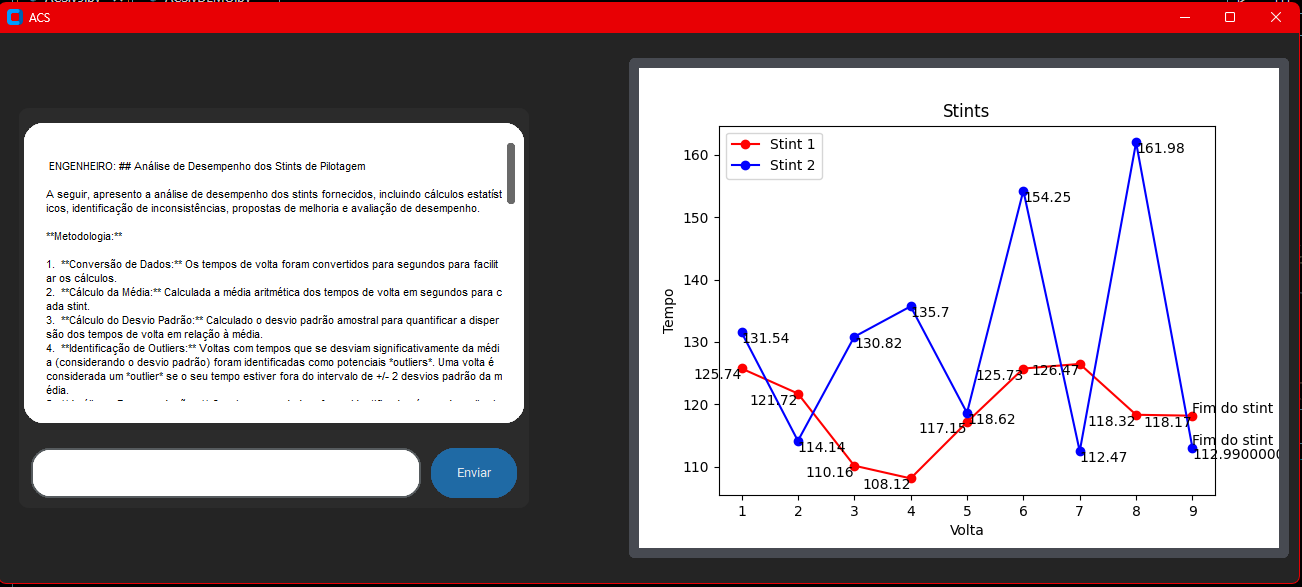 ACS
ENGENHEIRO: ## Análise de Desempenho dos Stints de Pilotagem
A seguir, apresento a análise de desempenho dos stints fornecidos, incluindo cálculos estatíst
icos, identificação de inconsistências, propostas de melhoria e avaliação de desempenho.
**Metodologia:**
1.  **Conversão de Dados:** Os tempos de volta foram convertidos para segundos para facilit
ar os cálculos.
2.  **Cálculo da Média:** Calculada a média aritmética dos tempos de volta em segundos para c
ada stint.
3.  **Cálculo do Desvio Padrão:** Calculado o desvio padrão amostral para quantificar a disper
são dos tempos de volta em relação à média.
4.  **Identificação de Outliers:** Voltas com tempos que se desviam significativamente da médi
a (considerando o desvio padrão) foram identificadas como potenciais *outliers*. Uma volta é
considerada um *outlier* se o seu tempo estiver fora do intervalo de +/- 2 desvios padrão da m
édia.
Enviar
Stints
Stint 1
Stint 2
Tempo
160
150
140
130
120
110
161.98
154.25
135.7
131.54
130.82
125.74
125.73
126.47
121.72
118.62
117.15
118.32
118.17
Fim do stint
114.14
112.47
Fim do stint
112.9900000
110.16
108.12
1 2 3 4 5 6 7 8 9
Volta